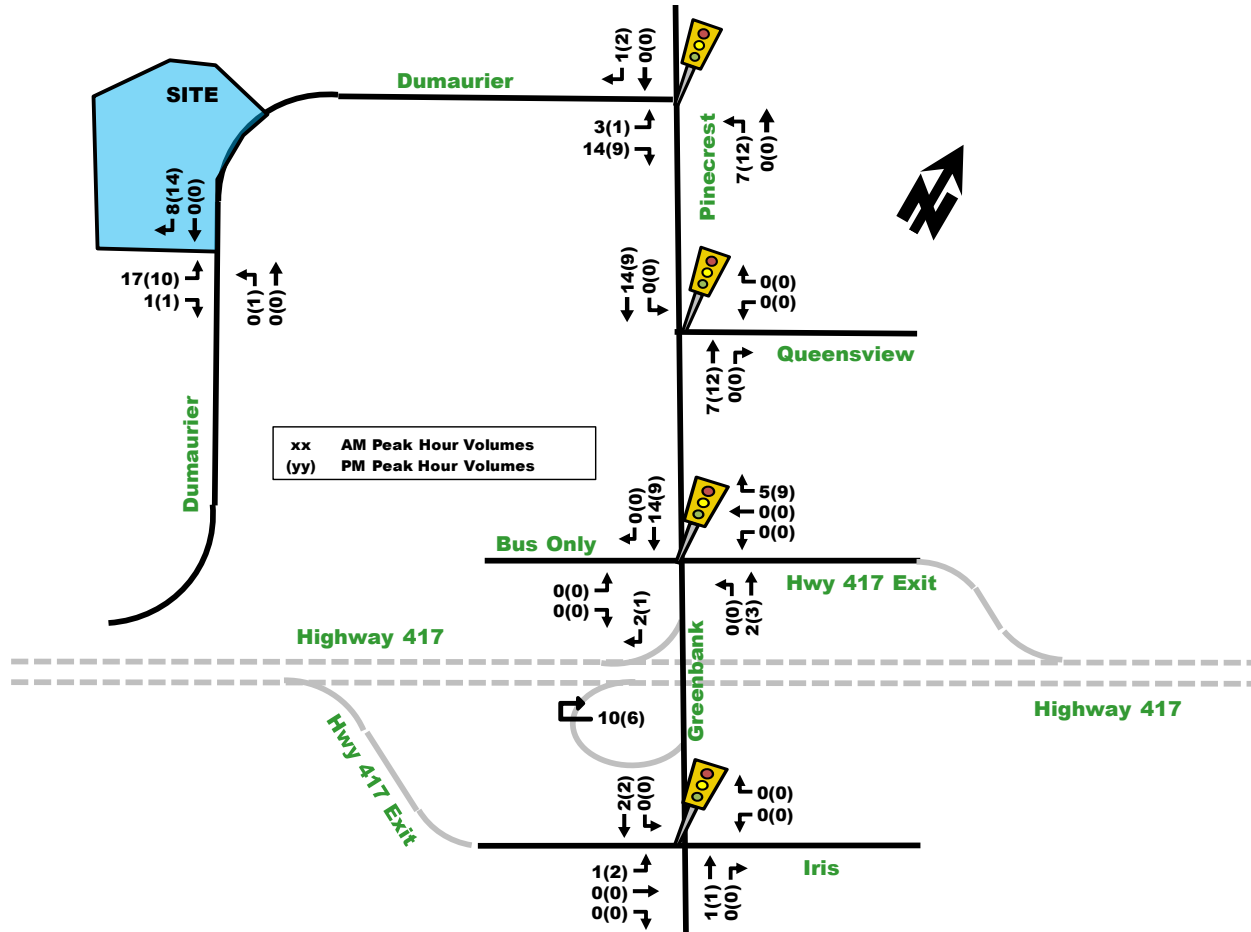 1(2)
0(0)
Dumaurier
SITE
3(1)
14(9)
Pinecrest
7(12)
0(0)
8(14)
0(0)
17(10)
1(1)
0(1)
0(0)
14(9)
0(0)
0(0)
0(0)
Queensview
7(12)
0(0)
Dumaurier
xx AM Peak Hour Volumes
(yy) PM Peak Hour Volumes
0(0)
14(9)
5(9)
0(0)
0(0)
Bus Only
Hwy 417 Exit
0(0)
0(0)
2(1)
0(0)
2(3)
Highway 417
Greenbank
Highway 417
10(6)
Hwy 417 Exit
2(2)
0(0)
0(0)
0(0)
Iris
1(2)
0(0)
0(0)
1(1)
0(0)
N